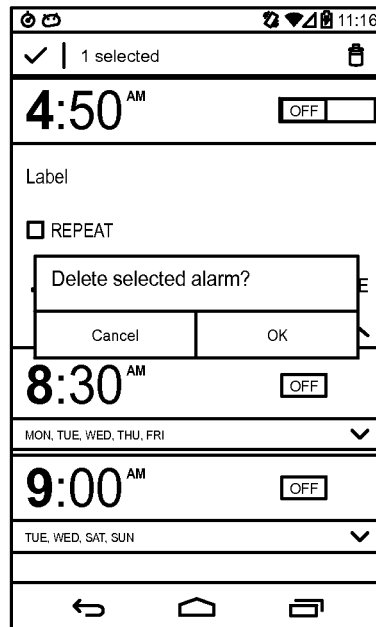 11:16
1 selected
4:50 AM
OFF
Label
REPEAT
E
Delete selected alarm?
Cancel
OK
8:30 AM
OFF
MON, TUE, WED, THU, FRI
9:00 AM
OFF
TUE, WED, SAT, SUN